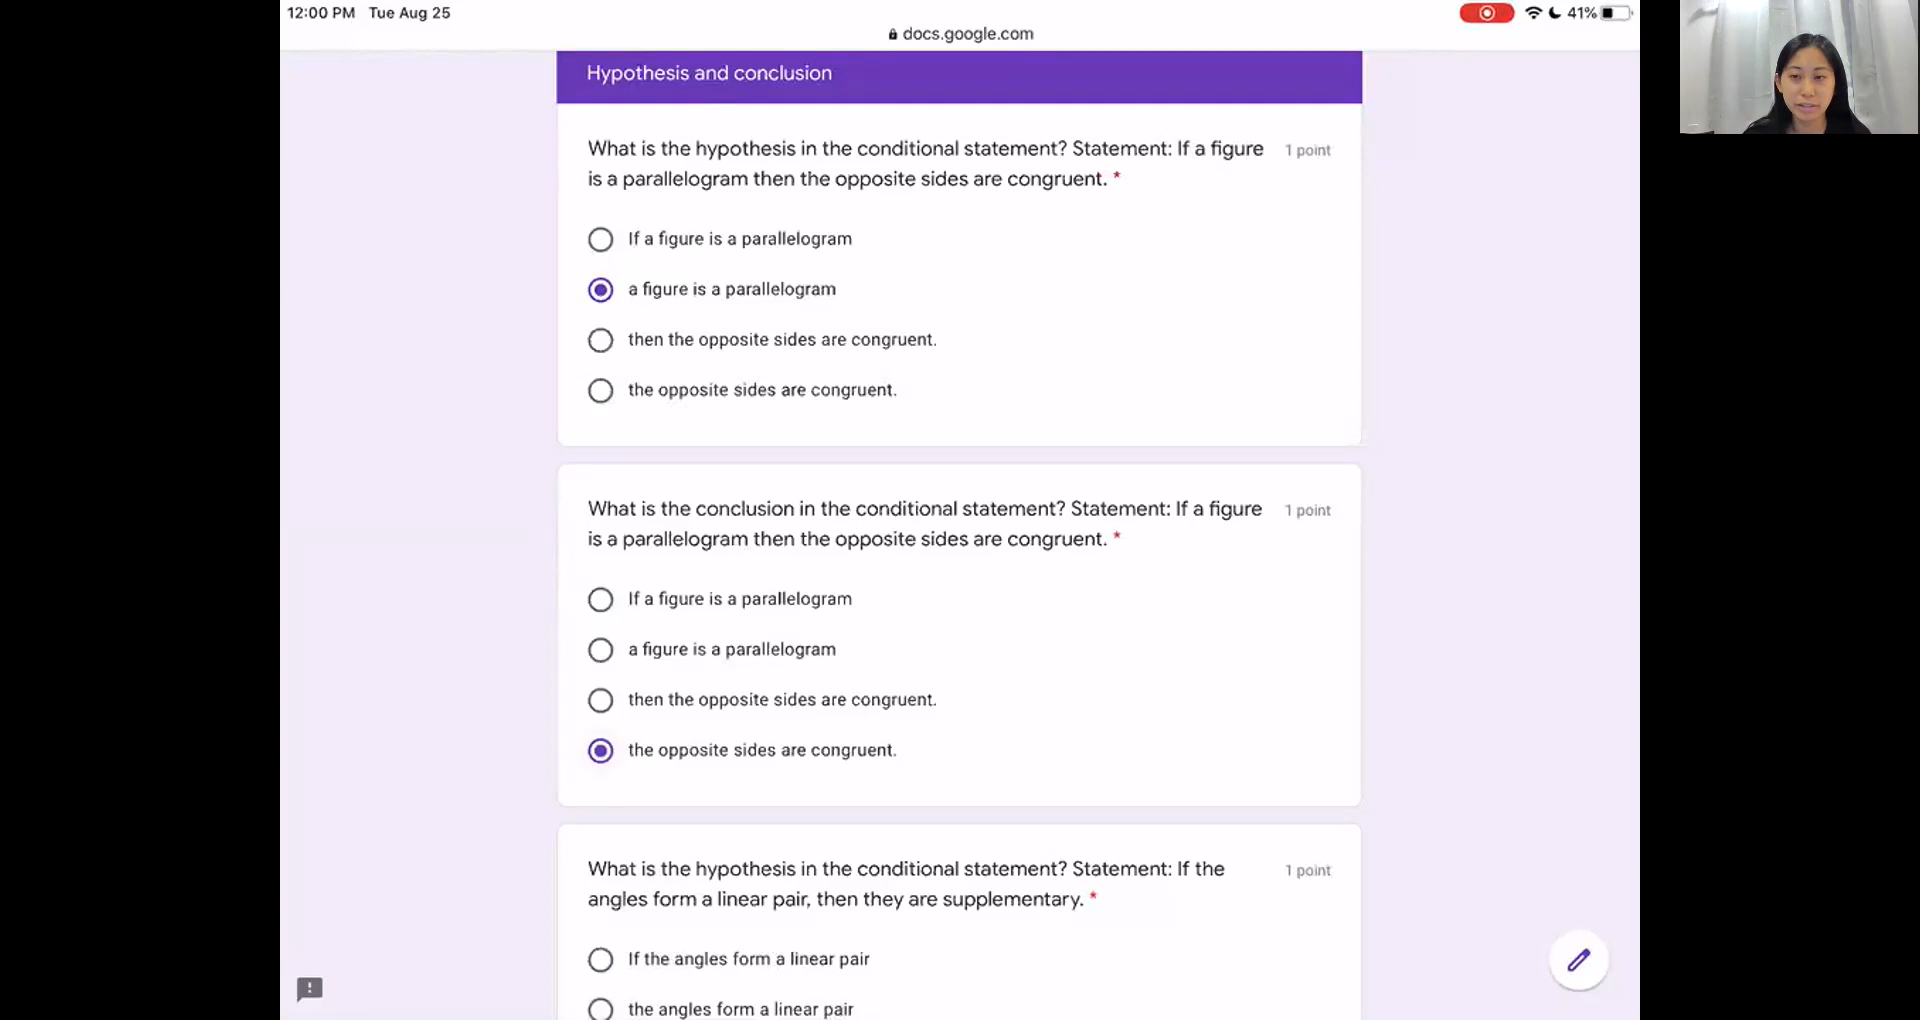 12:00 PM Tue Aug 25
41%
docs.google.com
Hypothesis and conclusion
What is the hypothesis in the conditional statement? Statement: If a figure 1 point
is a parallelogram then the opposite sides are congruent. *
If a figure is a parallelogram
a figure is a parallelogram
then the opposite sides are congruent.
the opposite sides are congruent.
What is the conclusion in the conditional statement? Statement: If a figure 1 point
is a parallelogram then the opposite sides are congruent. *
If a figure is a parallelogram
a figure is a parallelogram
then the opposite sides are congruent.
the opposite sides are congruent.
What is the hypothesis in the conditional statement? Statement: If the 1 point
angles form a linear pair, then they are supplementary. *
If the angles form a linear pair
the angles form a linear pair